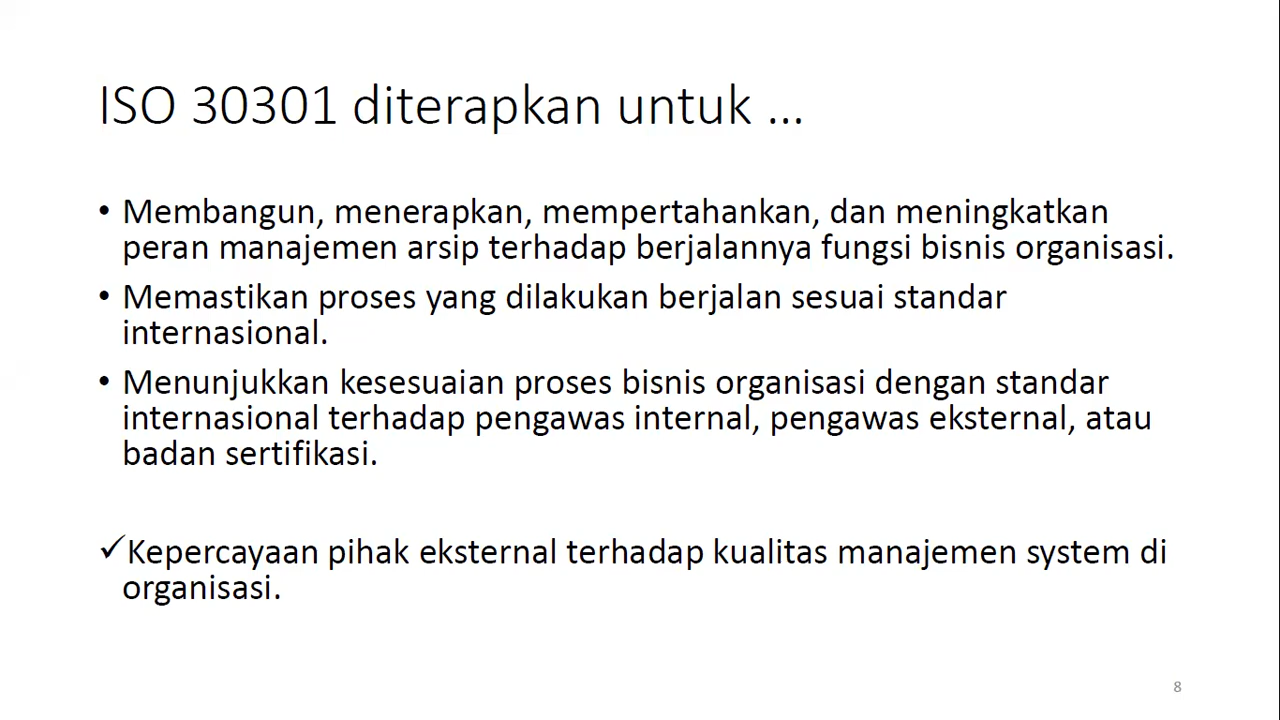 ISO 30301 diterapkan untuk ...
• Membangun, menerapkan, mempertahankan, dan meningkatkan
peran manajemen arsip terhadap berjalannya fungsi bisnis organisasi.
• Memastikan proses yang dilakukan berjalan sesuai standar
internasional.
• Menunjukkan kesesuaian proses bisnis organisasi dengan standar
internasional terhadap pengawas internal, pengawas eksternal, atau
badan sertifikasi.
✓Kepercayaan pihak eksternal terhadap kualitas manajemen system di
organisasi.
8